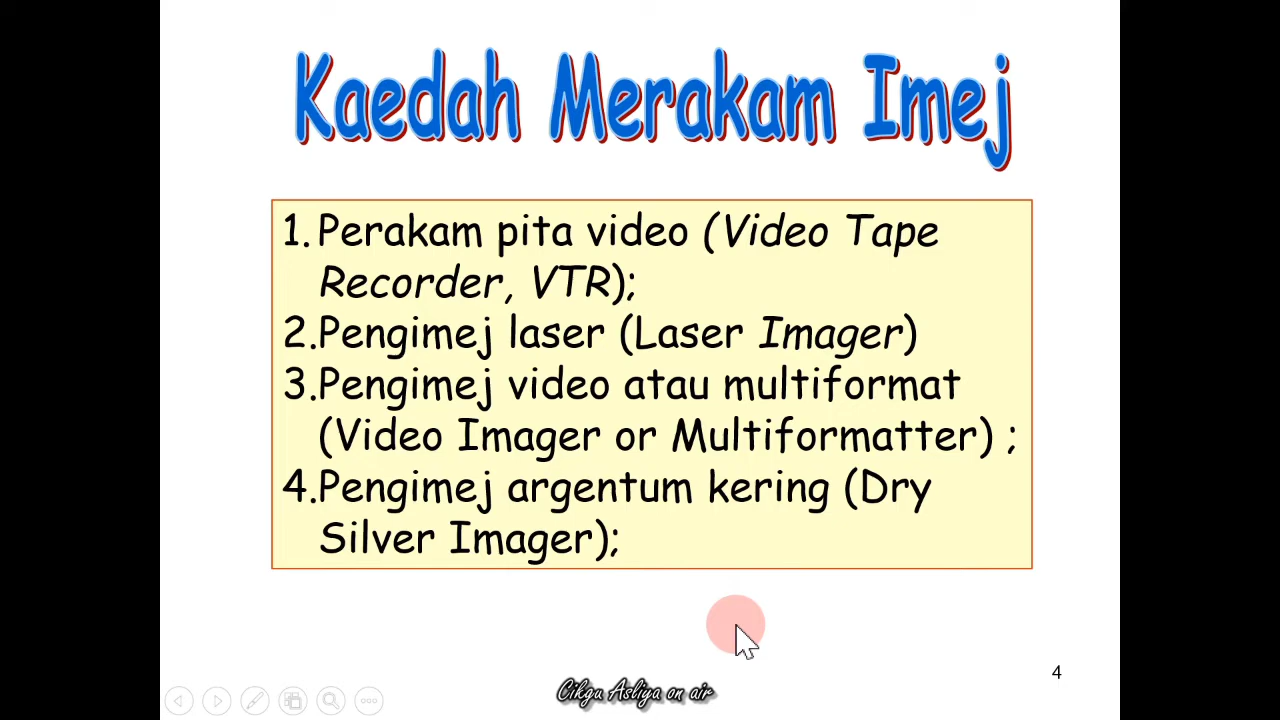 Kaedah Merakam Imej
1. Perakam pita video (Video Tape
Recorder, VTR);
2.Pengimej laser (Laser Imager)
3.Pengimej video atau multiformat
(Video Imager or Multiformatter) ;
4.Pengimej argentum kering (Dry
Silver Imager);
4
Cikgu Asliya on air